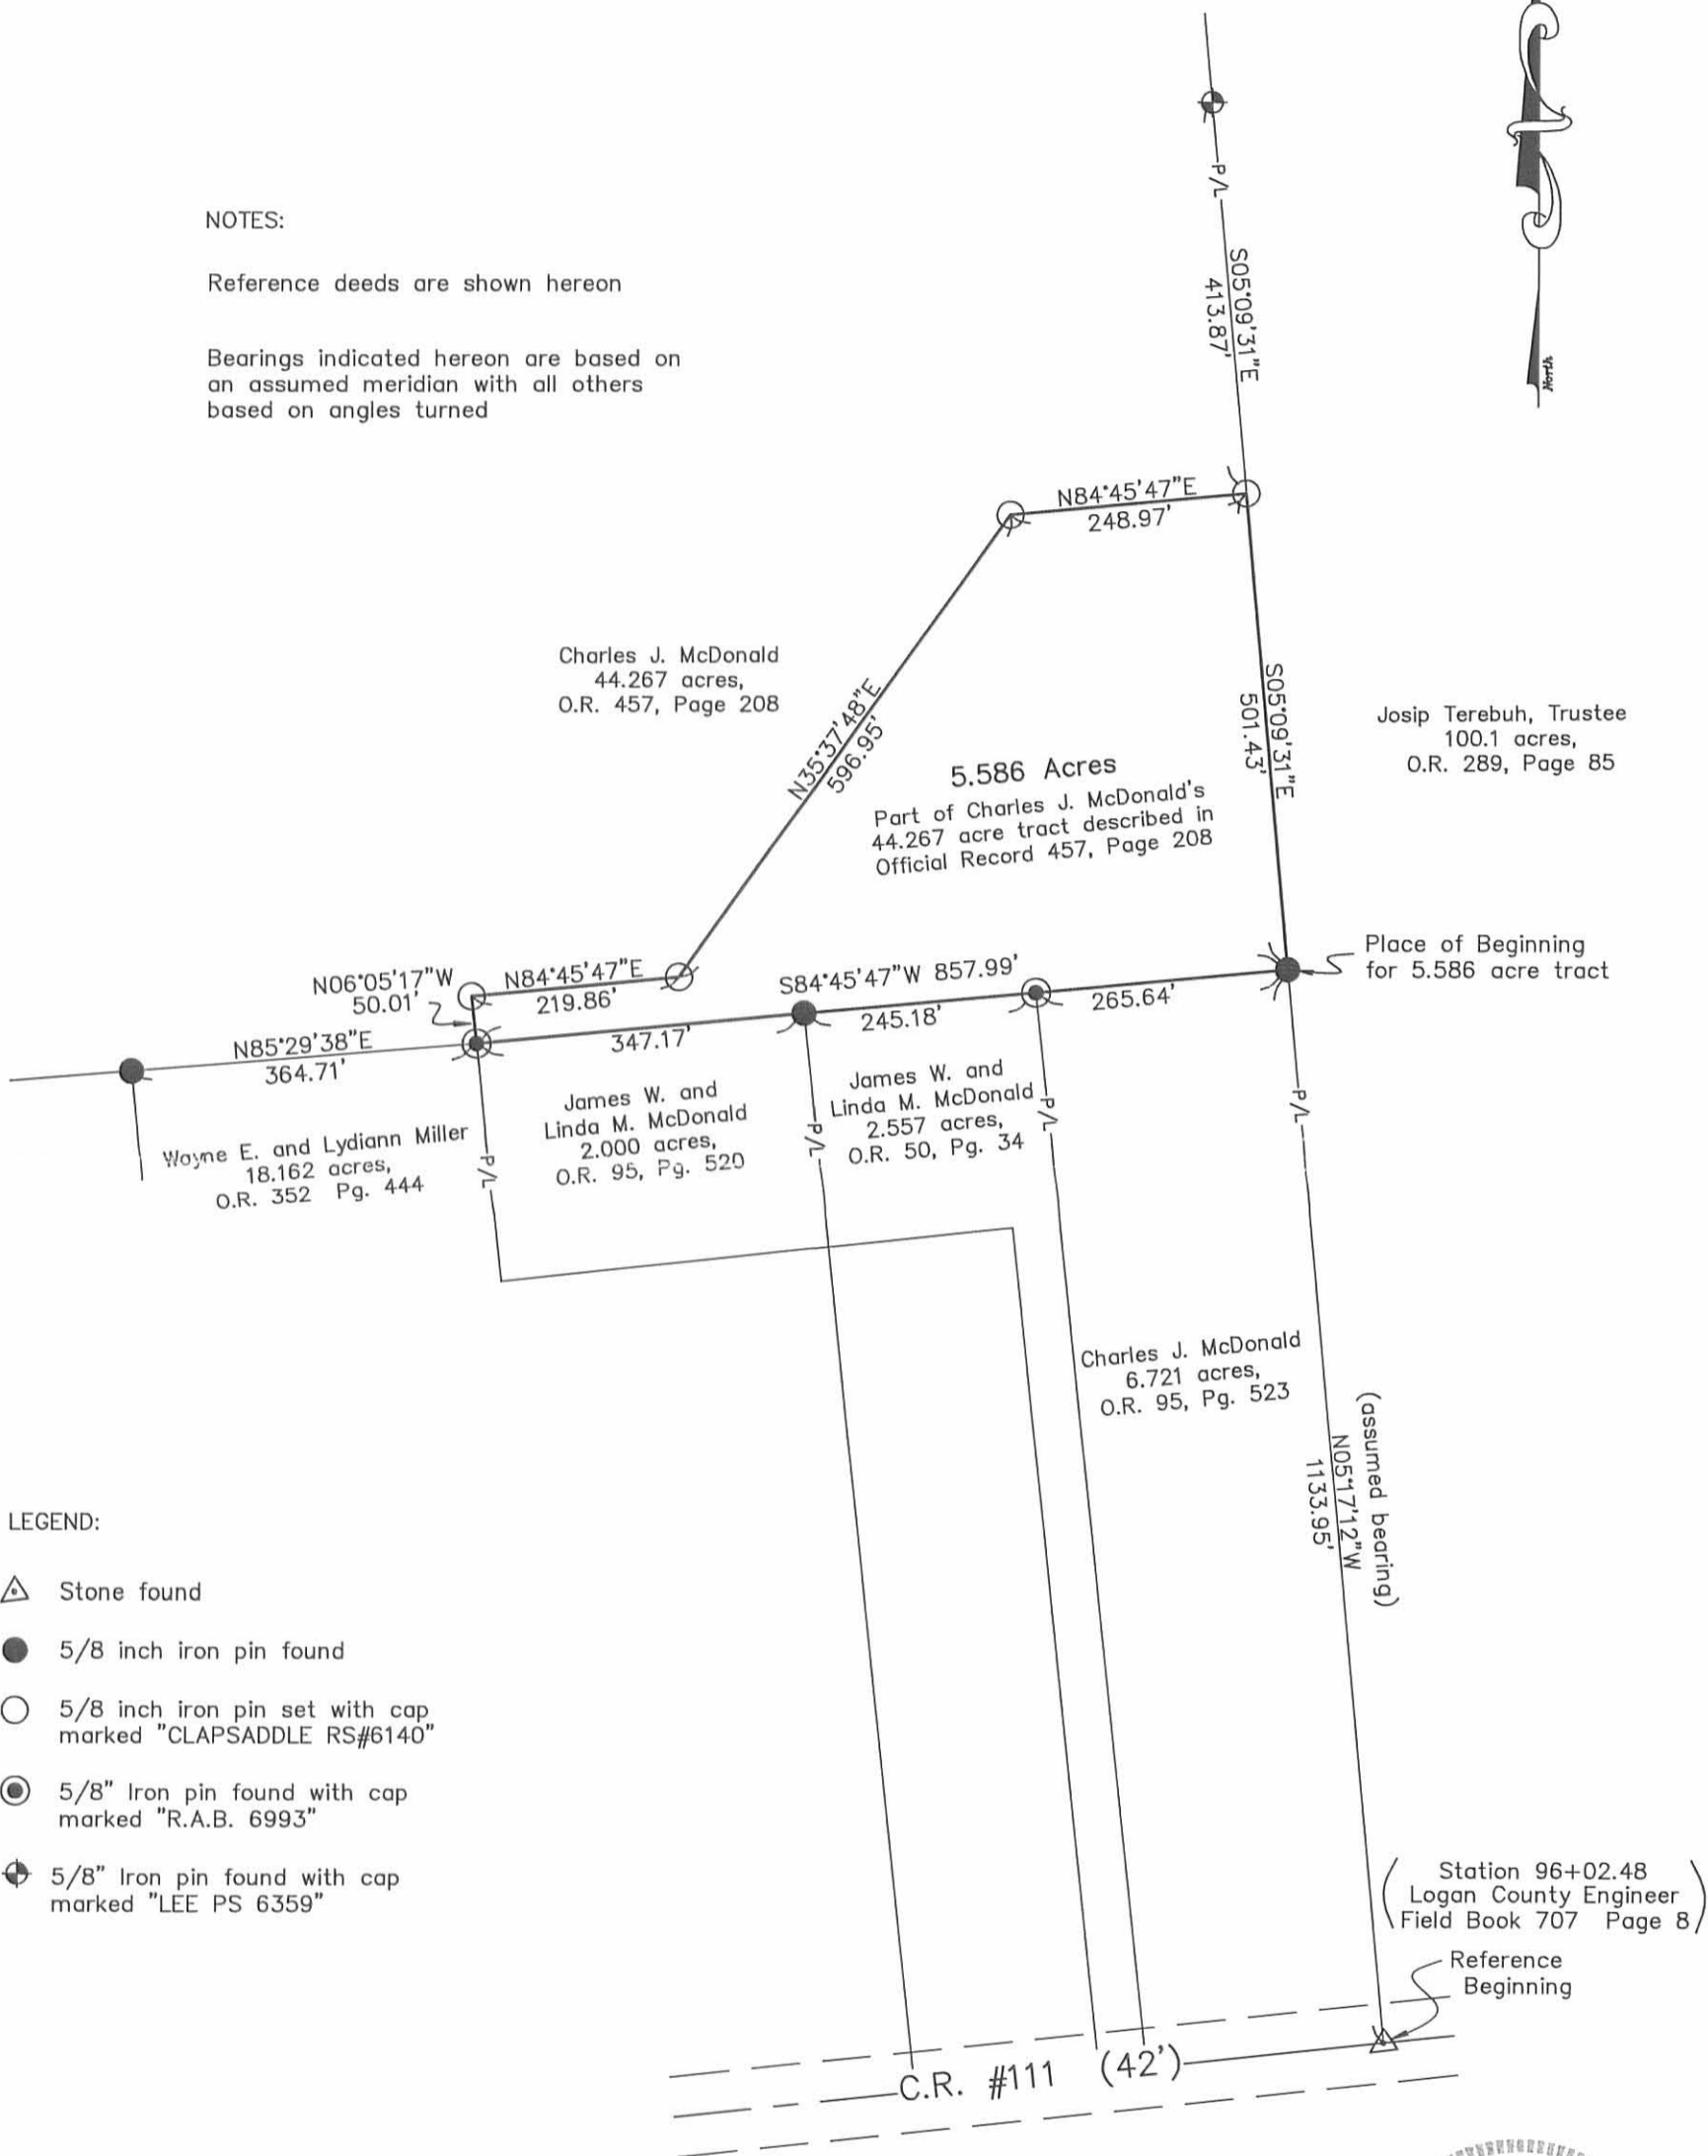 North
NOTES:
Reference deeds are shown hereon
Bearings indicated hereon are based on
an assumed meridian with all others
based on angles turned
P/L
S05°09'31"E
413.87'
N84°45'47"E
248.97'
Charles J. McDonald
44.267 acres,
O.R. 457, Page 208
N35°37'48"E
596.95'
S05°09'31"E
501.43'
Josip Terebuh, Trustee
100.1 acres,
O.R. 289, Page 85
5.586 Acres
Part of Charles J. McDonald's
44.267 acre tract described in
Official Record 457, Page 208
Place of Beginning
for 5.586 acre tract
N06°05'17"W
50.01'
N84°45'47"E
219.86'
S84°45'47"W 857.99'
265.64'
245.18'
347.17'
N85°29'38"E
364.71'
Wayne E. and Lydiann Miller
18.162 acres,
O.R. 352 Pg. 444
P/L
James W. and
Linda M. McDonald
2.000 acres,
O.R. 95, Pg. 520
P/L
James W. and
Linda M. McDonald
2.557 acres,
O.R. 50, Pg. 34
P/L
P/L
Charles J. McDonald
6.721 acres,
O.R. 95, Pg. 523
(assumed bearing)
N05°17'12"W
1133.95'
LEGEND:
Stone found
5/8 inch iron pin found
5/8 inch iron pin set with cap
marked "CLAPSADDLE RS#6140"
5/8" Iron pin found with cap
marked "R.A.B. 6993"
5/8" Iron pin found with cap
marked "LEE PS 6359"
Station 96+02.48
Logan County Engineer
Field Book 707 Page 8
Reference
Beginning
C.R. #111 (42')